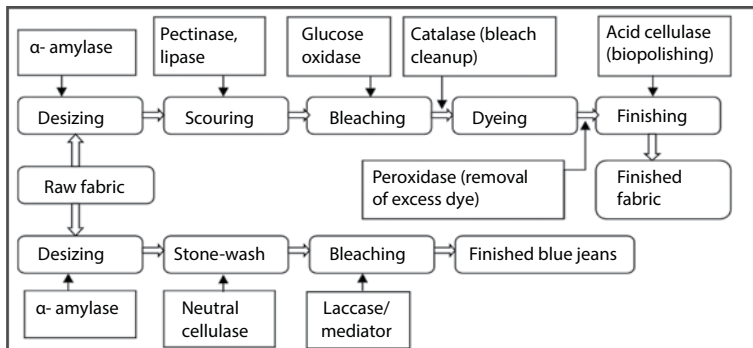 α- amylase
Pectinase,
lipase
Glucose
oxidase
Catalase (bleach
cleanup)
Acid cellulase
(biopolishing)
Desizing
Scouring
Bleaching
Dyeing
Finishing
Raw fabric
Peroxidase (removal
of excess dye)
Finished
fabric
Desizing
Stone-wash
Bleaching
Finished blue jeans
α- amylase
Neutral
cellulase
Laccase/
mediator